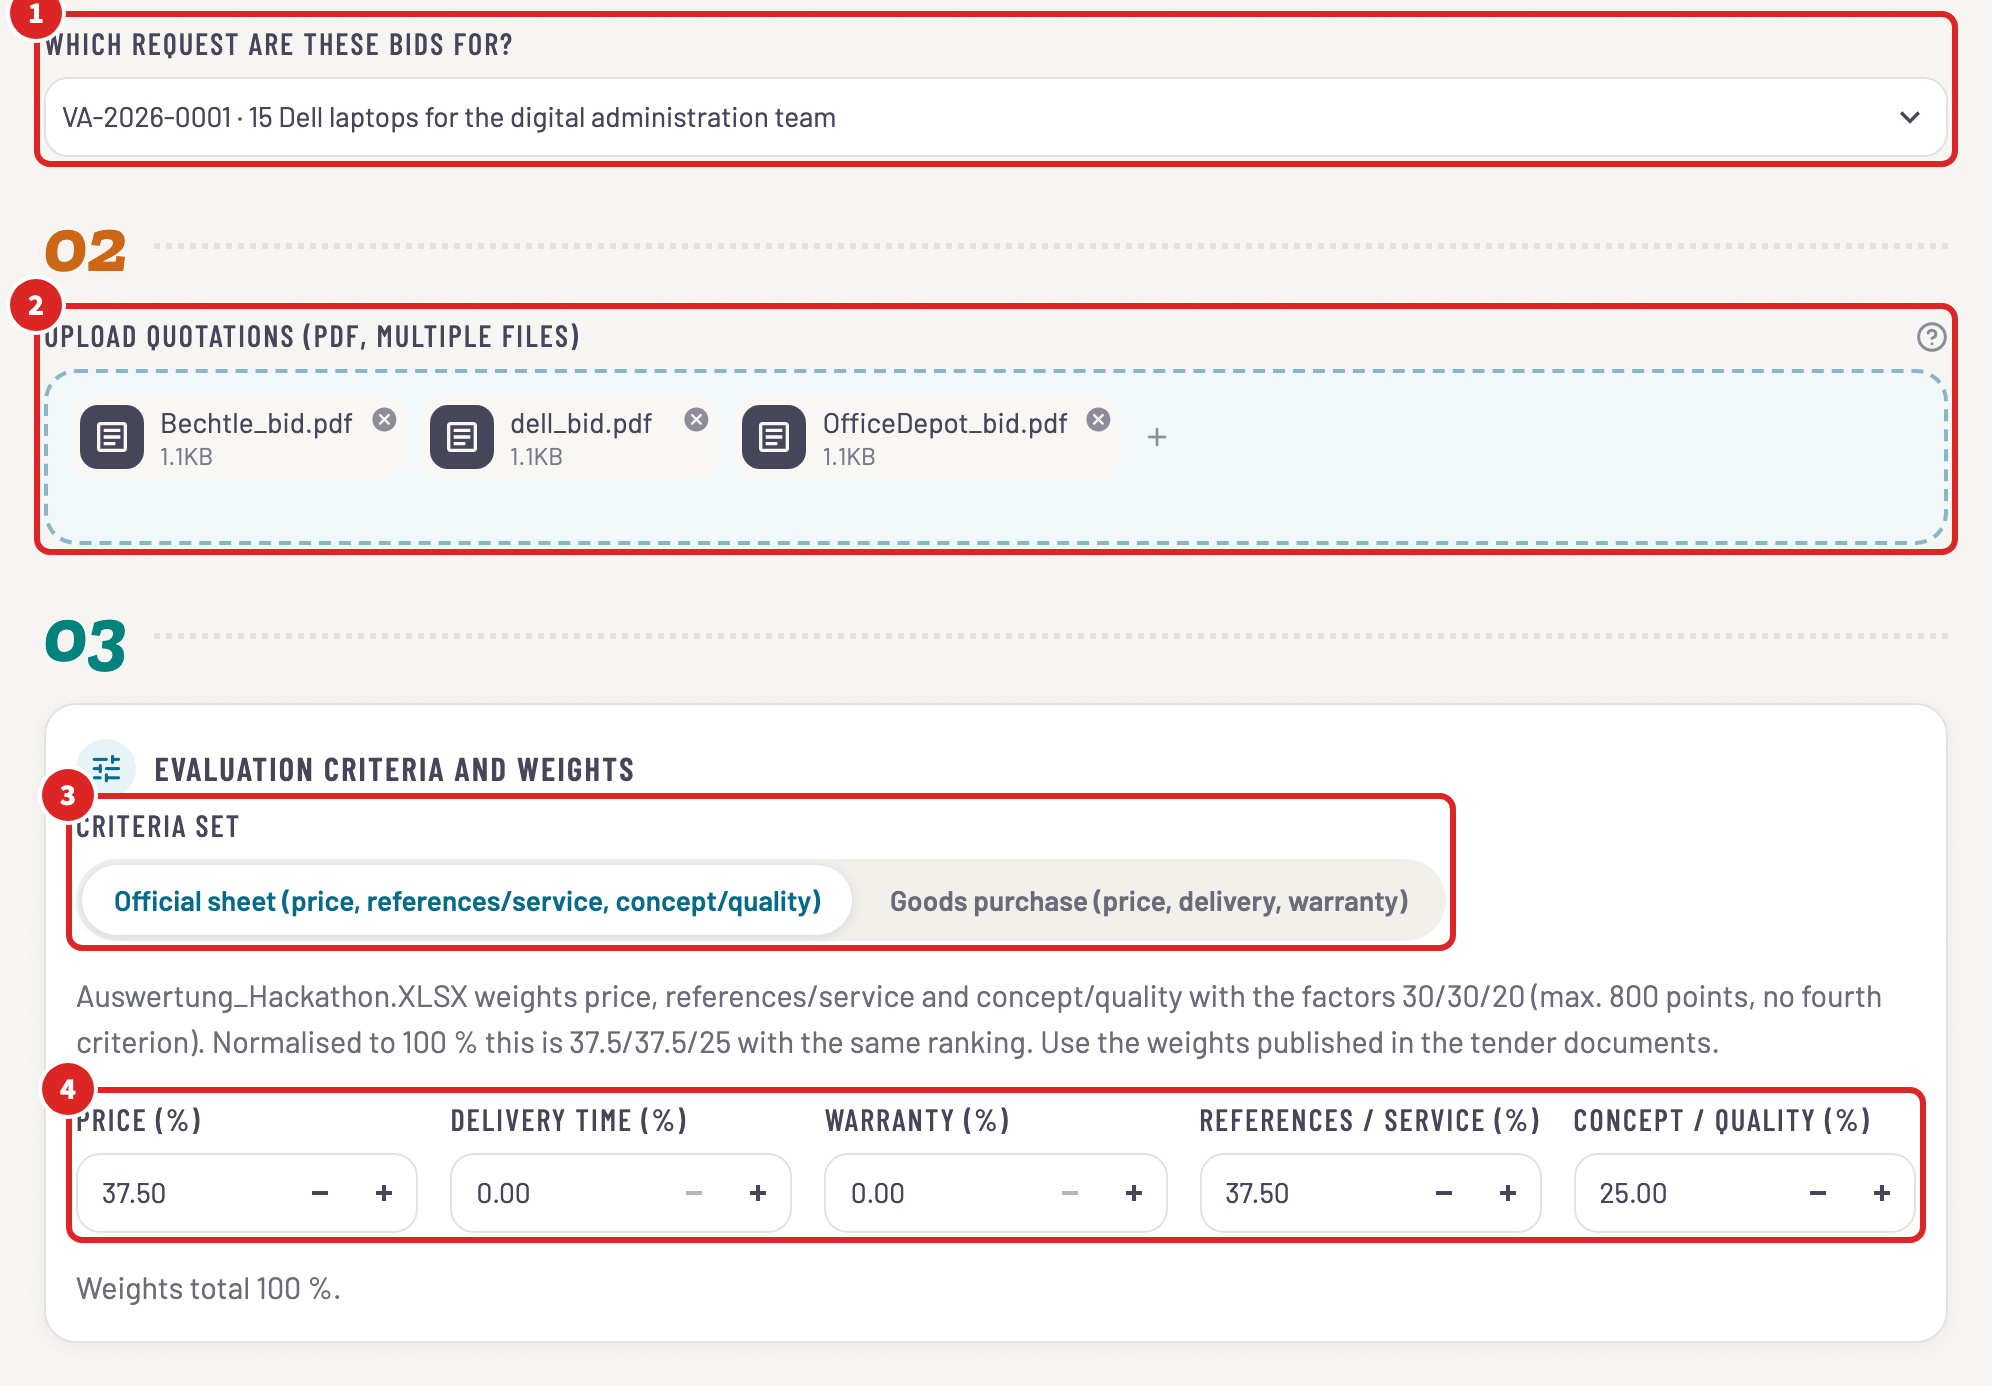 1
WHICH REQUEST ARE THESE BIDS FOR?
VA-2026-0001 · 15 Dell laptops for the digital administration team
02
2
UPLOAD QUOTATIONS (PDF, MULTIPLE FILES)
Bechtle_bid.pdf
1.1KB
dell_bid.pdf
1.1KB
OfficeDepot_bid.pdf
1.1KB
03
EVALUATION CRITERIA AND WEIGHTS
3
CRITERIA SET
Official sheet (price, references/service, concept/quality)
Goods purchase (price, delivery, warranty)
Auswertung_Hackathon.XLSX weights price, references/service and concept/quality with the factors 30/30/20 (max. 800 points, no fourth
criterion). Normalised to 100 % this is 37.5/37.5/25 with the same ranking. Use the weights published in the tender documents.
4
PRICE (%)
37.50
DELIVERY TIME (%)
0.00
WARRANTY (%)
0.00
REFERENCES / SERVICE (%)
37.50
CONCEPT / QUALITY (%)
25.00
Weights total 100 %.